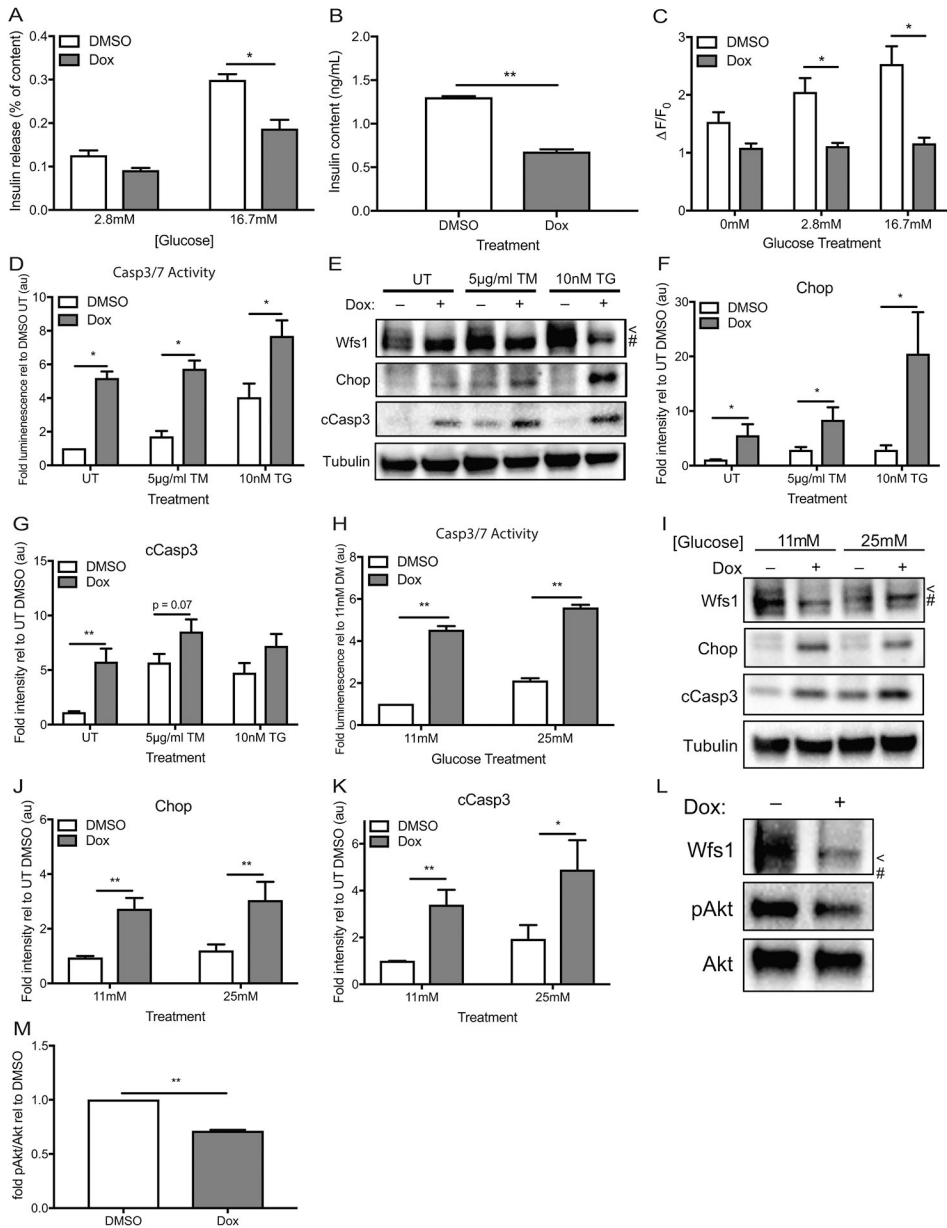 A
Insulin release (% of content)
DMSO
Dox
*
0.4
0.3
0.2
0.1
0.0
2.8mM
16.7mM
[Glucose]
B
Insulin content (ng/mL)
**
2.0
1.5
1.0
0.5
0.0
DMSO
Dox
Treatment
C
Δ F/F0
DMSO
Dox
*
*
4
3
2
1
0
0mM
2.8mM
16.7mM
Glucose Treatment
D
Casp3/7 Activity
Fold luminenescence rel to DMSO UT (au)
DMSO
Dox
*
*
*
10
8
6
4
2
0
UT
5µg/ml TM
10nM TG
Treatment
E
UT
5µg/ml TM
10nM TG
Dox:
– + – + – +
Wfs1
<
#
Chop
cCasp3
Tubulin
F
Chop
Fold intensity rel to UT DMSO (au)
DMSO
Dox
*
*
*
30
20
10
0
UT
5µg/ml TM
10nM TG
Treatment
G
cCasp3
Fold intensity rel to UT DMSO (au)
DMSO
Dox
**
p = 0.07
15
10
5
0
UT
5µg/ml TM
10nM TG
Treatment
H
Casp3/7 Activity
Fold luminenescence rel to 11mM DM (au)
DMSO
Dox
**
**
8
6
4
2
0
11mM
25mM
Glucose Treatment
I
[Glucose]
11mM
25mM
Dox
– + – +
Wfs1
<
#
Chop
cCasp3
Tubulin
J
Chop
Fold intensity rel to UT DMSO (au)
DMSO
Dox
**
**
6
4
2
0
11mM
25mM
Treatment
K
cCasp3
Fold intensity rel to UT DMSO (au)
DMSO
Dox
**
*
8
6
4
2
0
11mM
25mM
Treatment
L
Dox:
– +
Wfs1
<
#
pAkt
Akt
M
fold pAkt/Akt rel to DMSO
**
1.5
1.0
0.5
0.0
DMSO
Dox